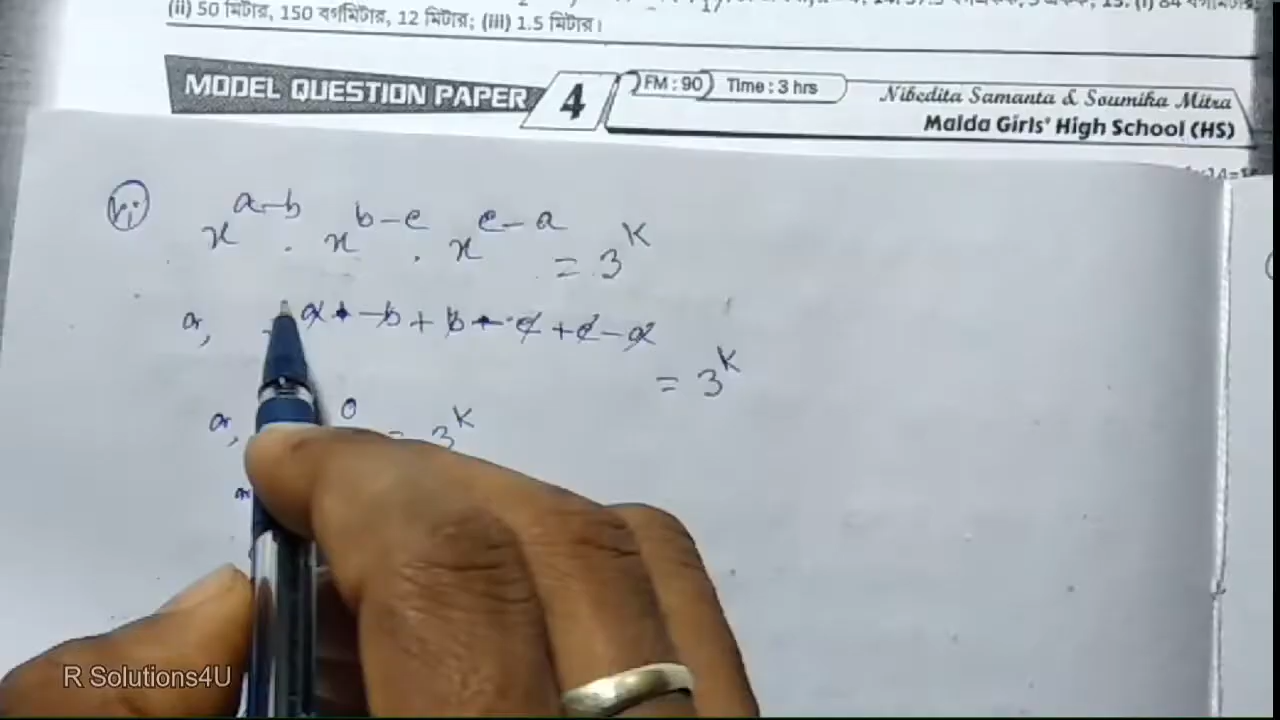 (ii) 50 মিটার, 150 বর্গমিটার, 12 মিটার; (iii) 1.5 মিটার।
MODEL QUESTION PAPER 4 FM : 90 Time : 3 hrs
Nibedita Samanta & Soumika Mitra
Malda Girls' High School (HS)
x^{a-b} . x^{b-c} . x^{c-a} = 3^K
a - b + b - c + c - a = 3^K
0 = 3^K
R Solutions4U